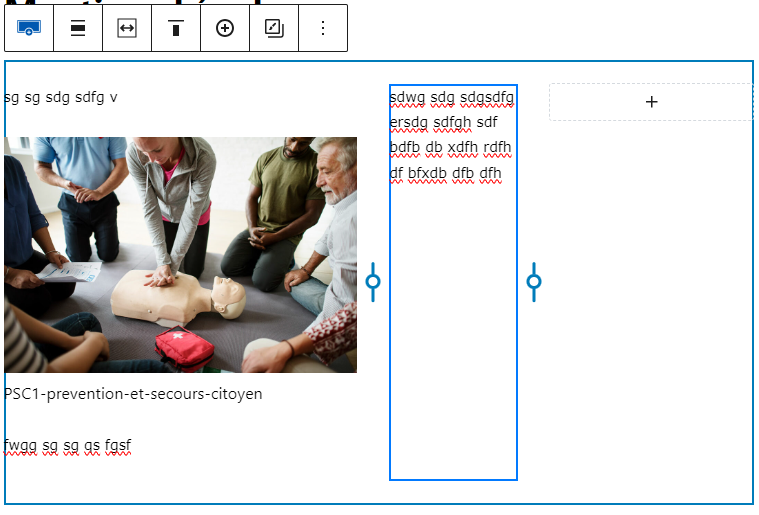 sg sg sdg sdfg v
PSC1-prevention-et-secours-citoyen
fwgg sg sg qs fgsf
sdwg sdg sdgsdfg
ersdg sdfgh sdf
bdfb db xdfh rdfh
df bfxdb dfb dfh